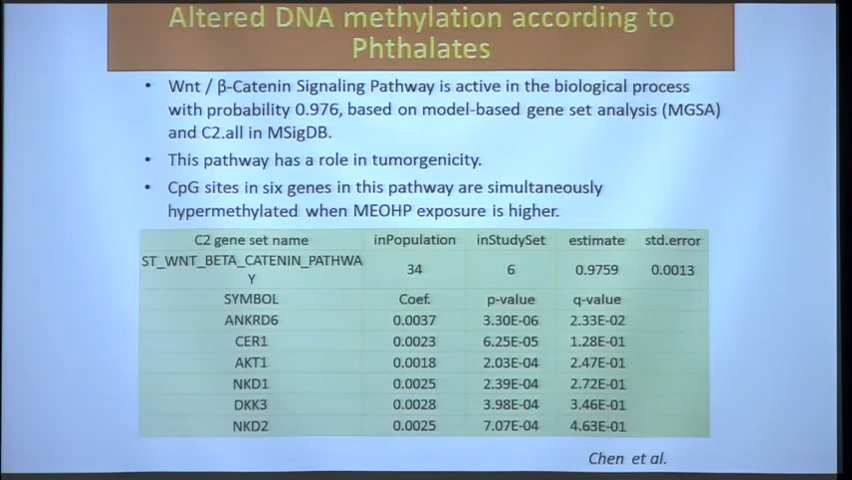 Altered DNA methylation according to
Phthalates
• Wnt / β-Catenin Signaling Pathway is active in the biological process
with probability 0.976, based on model-based gene set analysis (MGSA)
and C2.all in MSigDB.
• This pathway has a role in tumorgenicity.
• CpG sites in six genes in this pathway are simultaneously
hypermethylated when MEOHP exposure is higher.
C2 gene set name inPopulation inStudySet estimate std.error
ST_WNT_BETA_CATENIN_PATHWA
Y 34 6 0.9759 0.0013
SYMBOL Coef. p-value q-value
ANKRD6 0.0037 3.30E-06 2.33E-02
CER1 0.0023 6.25E-05 1.28E-01
AKT1 0.0018 2.03E-04 2.47E-01
NKD1 0.0025 2.39E-04 2.72E-01
DKK3 0.0028 3.98E-04 3.46E-01
NKD2 0.0025 7.07E-04 4.63E-01
Chen et al.